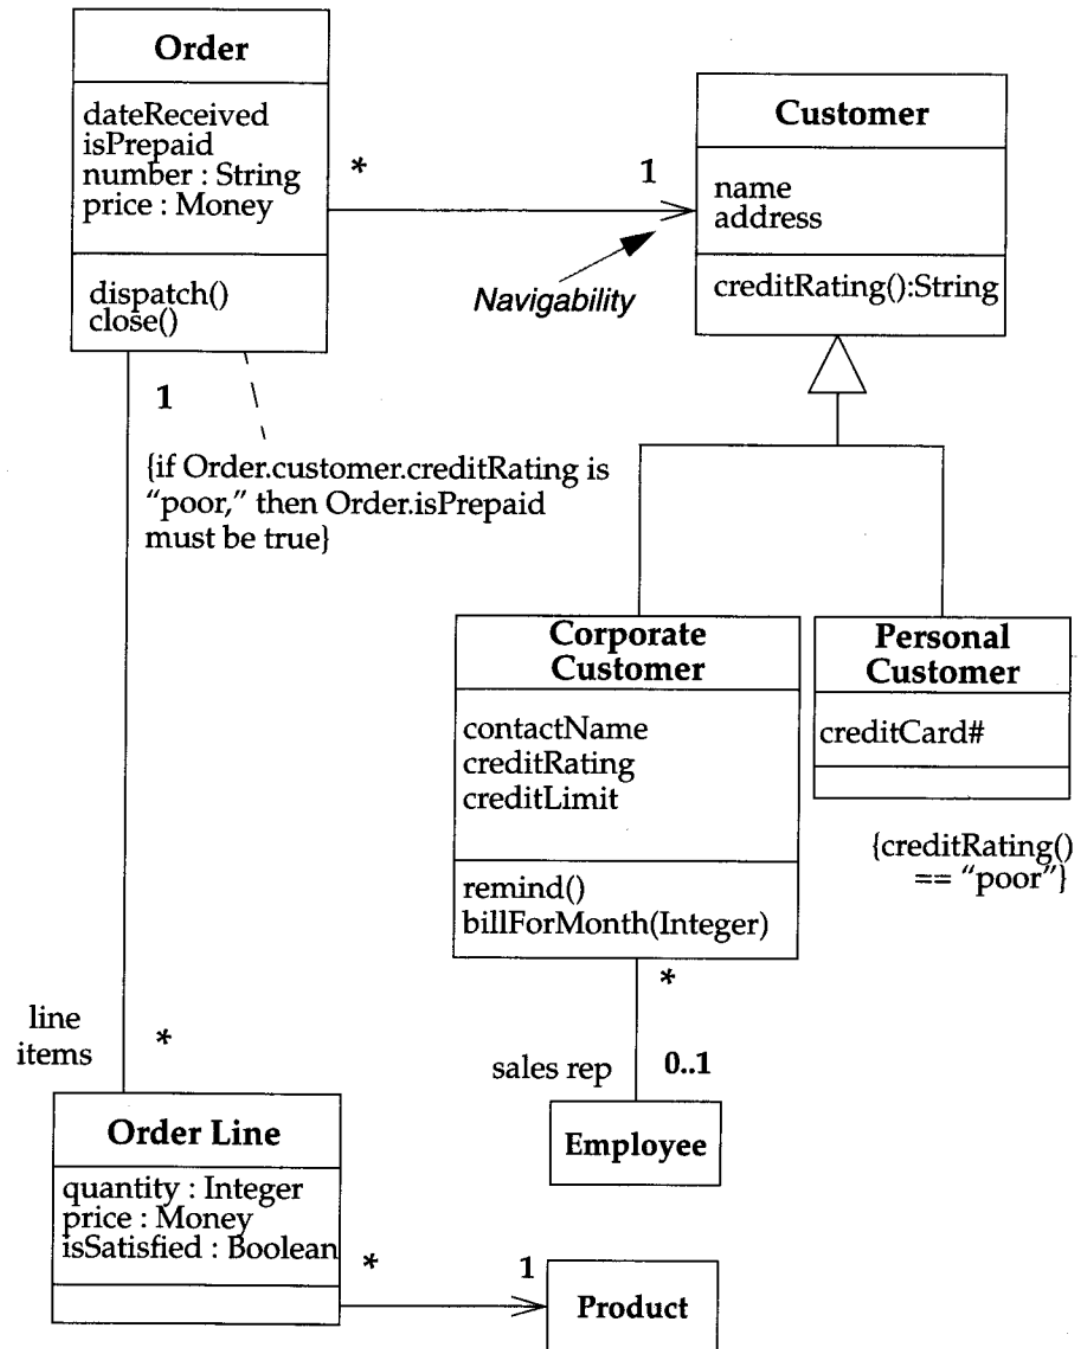 Order
dateReceived
isPrepaid
number : String
price : Money
dispatch()
close()
*
1
Navigability
Customer
name
address
creditRating():String
1
{if Order.customer.creditRating is
“poor,” then Order.isPrepaid
must be true}
Corporate
Customer
contactName
creditRating
creditLimit
remind()
billForMonth(Integer)
Personal
Customer
creditCard#
{creditRating()
== “poor”}
*
sales rep
0..1
Employee
line
items
*
Order Line
quantity : Integer
price : Money
isSatisfied : Boolean
*
1
Product